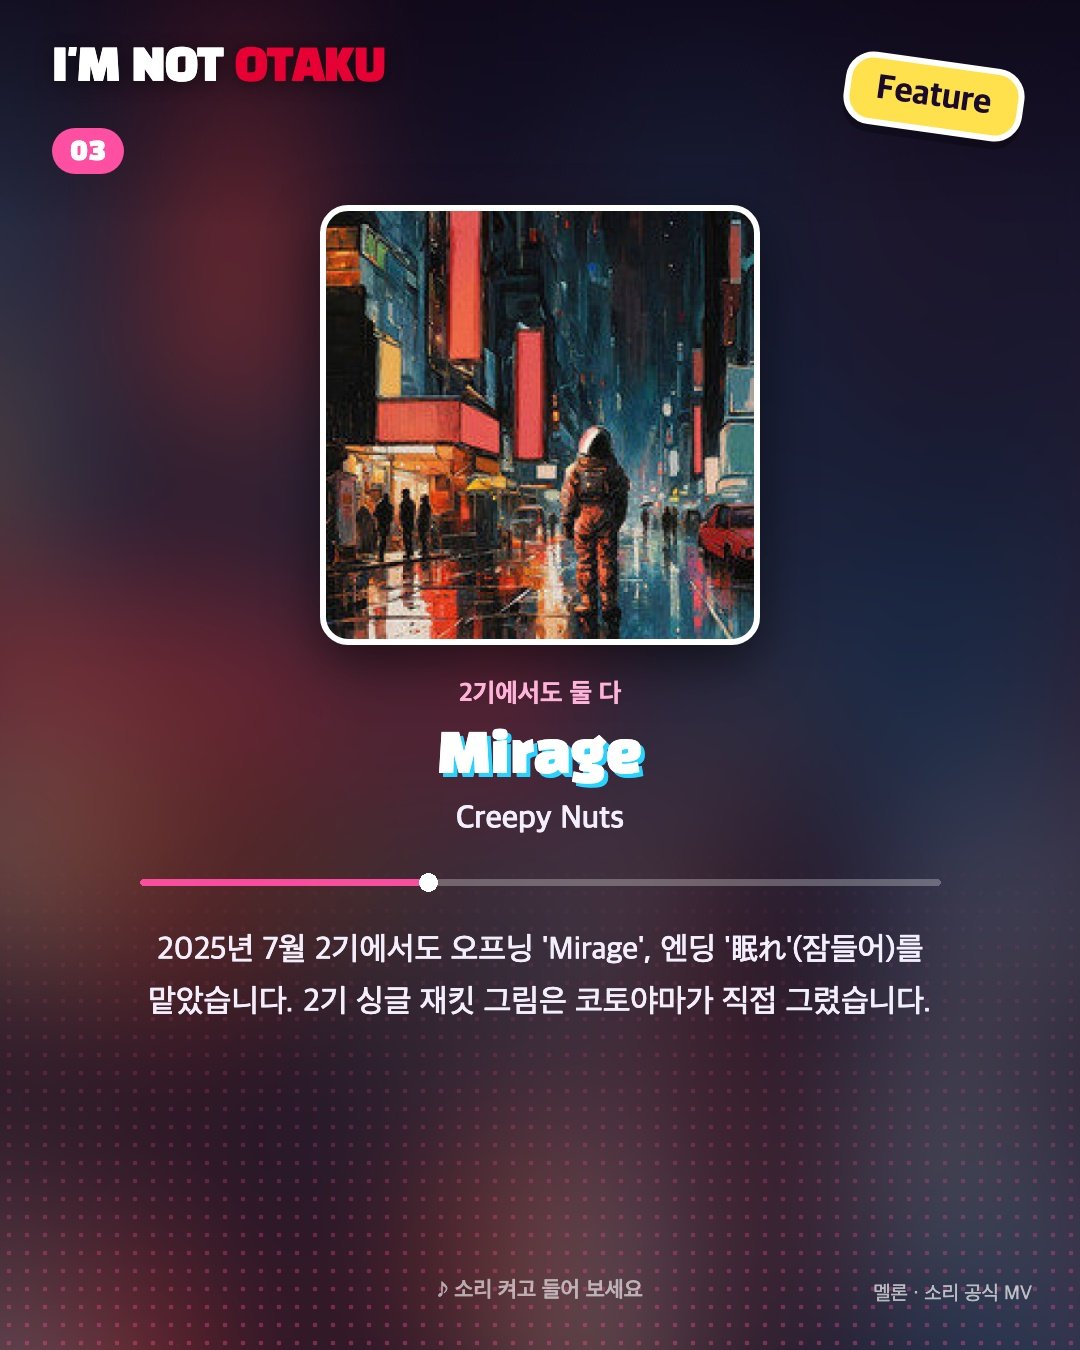 I'M NOT OTAKU
Feature
03
2기에서도 둘 다
Mirage
Creepy Nuts
2025년 7월 2기에서도 오프닝 'Mirage', 엔딩 '眠れ'(잠들어)를
맡았습니다. 2기 싱글 재킷 그림은 코토야마가 직접 그렸습니다.
♪ 소리 켜고 들어 보세요
멜론 · 소리 공식 MV